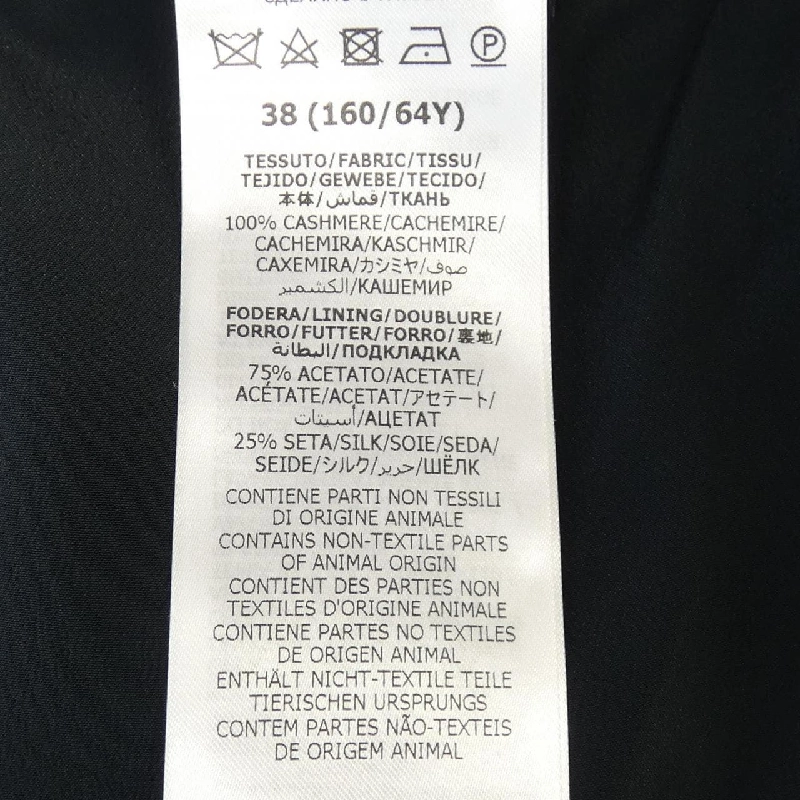 P
38 (160/64Y)
TESSUTO/FABRIC/TISSU/
TEJIDO/GEWEBE/TECIDO/
本体/قماش/ТКАНЬ
100% CASHMERE/CACHEMIRE/
CACHEMIRA/KASCHMIR/
CAXEMIRA/カシミヤ/صوف
الكشمير/КАШЕМИР
FODERA/LINING/DOUBLURE/
FORRO/FUTTER/FORRO/裏地/
البطانة/ПОДКЛАДКА
75% ACETATO/ACETATE/
ACÉTATE/ACETAT/アセテート/
أسيتات/АЦЕТАТ
25% SETA/SILK/SOIE/SEDA/
SEIDE/シルク/حرير/ШЁЛК
CONTIENE PARTI NON TESSILI
DI ORIGINE ANIMALE
CONTAINS NON-TEXTILE PARTS
OF ANIMAL ORIGIN
CONTIENT DES PARTIES NON
TEXTILES D'ORIGINE ANIMALE
CONTIENE PARTES NO TEXTILES
DE ORIGEN ANIMAL
ENTHÄLT NICHT-TEXTILE TEILE
TIERISCHEN URSPRUNGS
CONTEM PARTES NÃO-TEXTEIS
DE ORIGEM ANIMAL